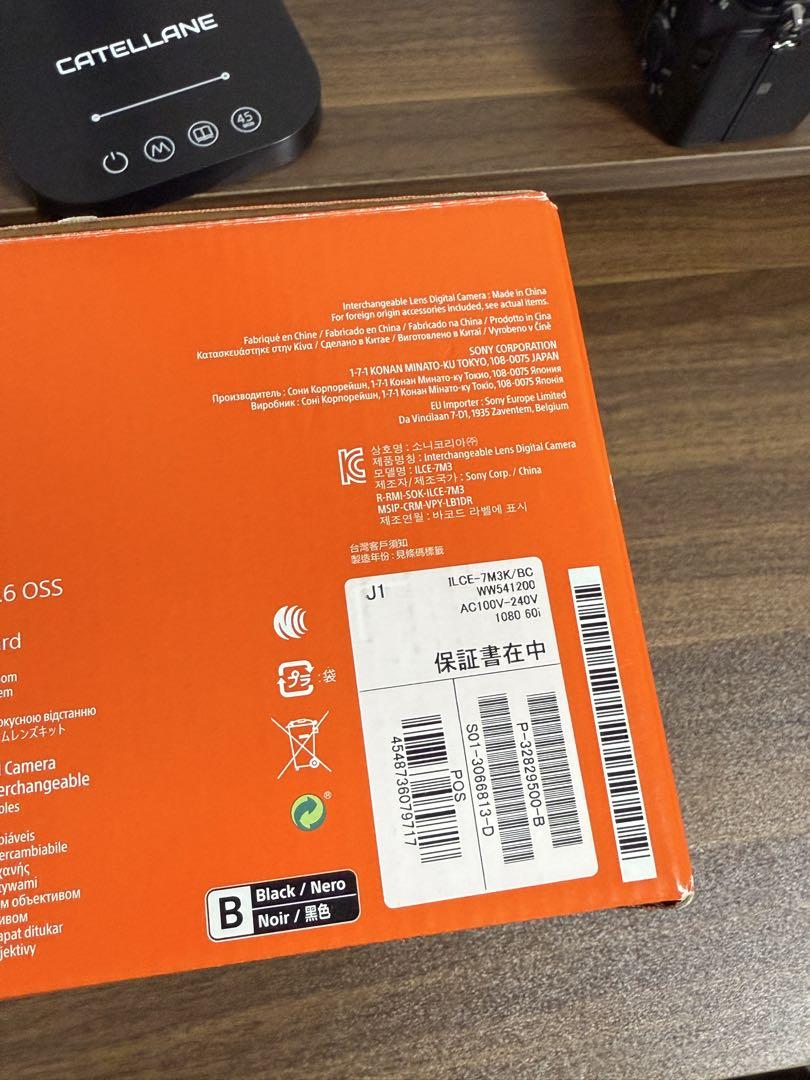 CATELLANE
45
Interchangeable Lens Digital Camera : Made in China
For foreign origin accessories included, see actual items.
Fabriqué en Chine / Fabricado en China / Fabricado na China / Prodotto in Cina
Κατασκευάστηκε στην Κίνα / Сделано в Китае / Виготовлено в Китаї / Vyrobeno v Číně
SONY CORPORATION
1-7-1 KONAN MINATO-KU TOKYO, 108-0075 JAPAN
Производитель : Сони Корпорейшн, 1-7-1 Конан Минато-ку Токио, 108-0075 Япония
Виробник : Соні Корпорейшн, 1-7-1 Конан Мінато-ку Токіо, 108-0075 Японія
EU Importer : Sony Europe Limited
Da Vincilaan 7-D1, 1935 Zaventem, Belgium
상호명 : 소니코리아㈜
제품명칭 : Interchangeable Lens Digital Camera
모델명 : ILCE-7M3
제조자/ 제조국가 : Sony Corp. / China
R-RMI-SOK-ILCE-7M3
MSIP-CRM-VPY-LB1DR
제조연월 : 바코드 라벨에 표시
台灣客戶須知
製造年份 : 見條碼標籤
.6 OSS
J1
ILCE-7M3K/BC
WW541200
AC100V-240V
1080 60i
保証書在中
プラ : 袋
P-32829500-B
S01-3066813-D
POS
4548736079717
rd
om
em
окусною відстанню
ムレンズキット
l Camera
erchangeable
bles
biáveis
ercambiabile
χανής
ływami
м объективом
ивом
apat ditukar
jektivy
B
Black / Nero
Noir / 黒色